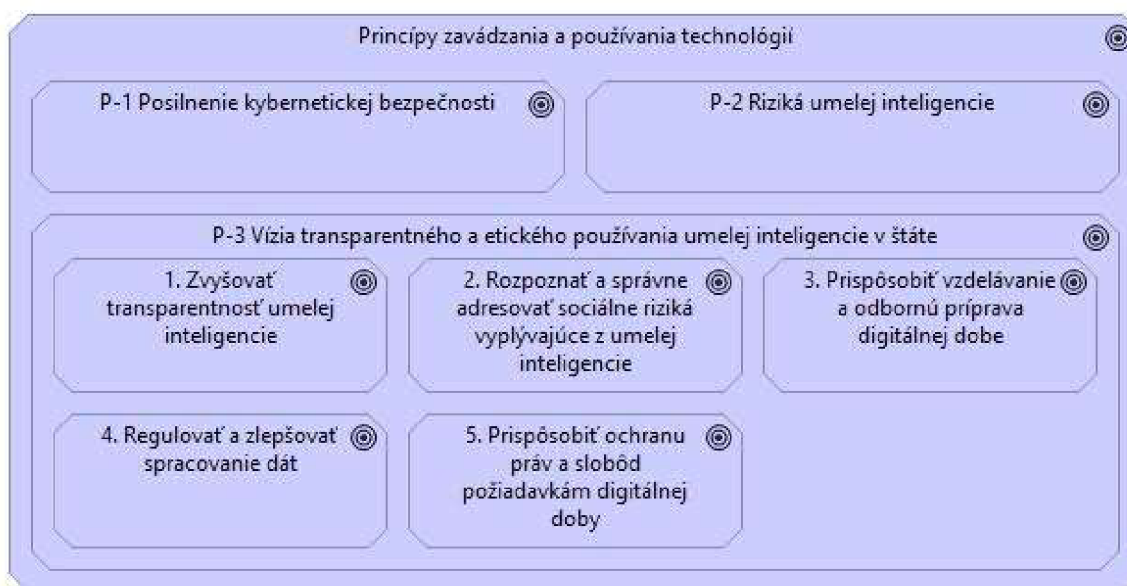 Princípy zavádzania a používania technológií
P-1 Posilnenie kybernetickej bezpečnosti
P-2 Riziká umelej inteligencie
P-3 Vízia transparentného a etického používania umelej inteligencie v štáte
1. Zvyšovať
transparentnosť umelej
inteligencie
2. Rozpoznať a správne
adresovať sociálne riziká
vyplývajúce z umelej
inteligencie
3. Prispôsobiť vzdelávanie
a odbornú príprava
digitálnej dobe
4. Regulovať a zlepšovať
spracovanie dát
5. Prispôsobiť ochranu
práv a slobôd
požiadavkám digitálnej
doby